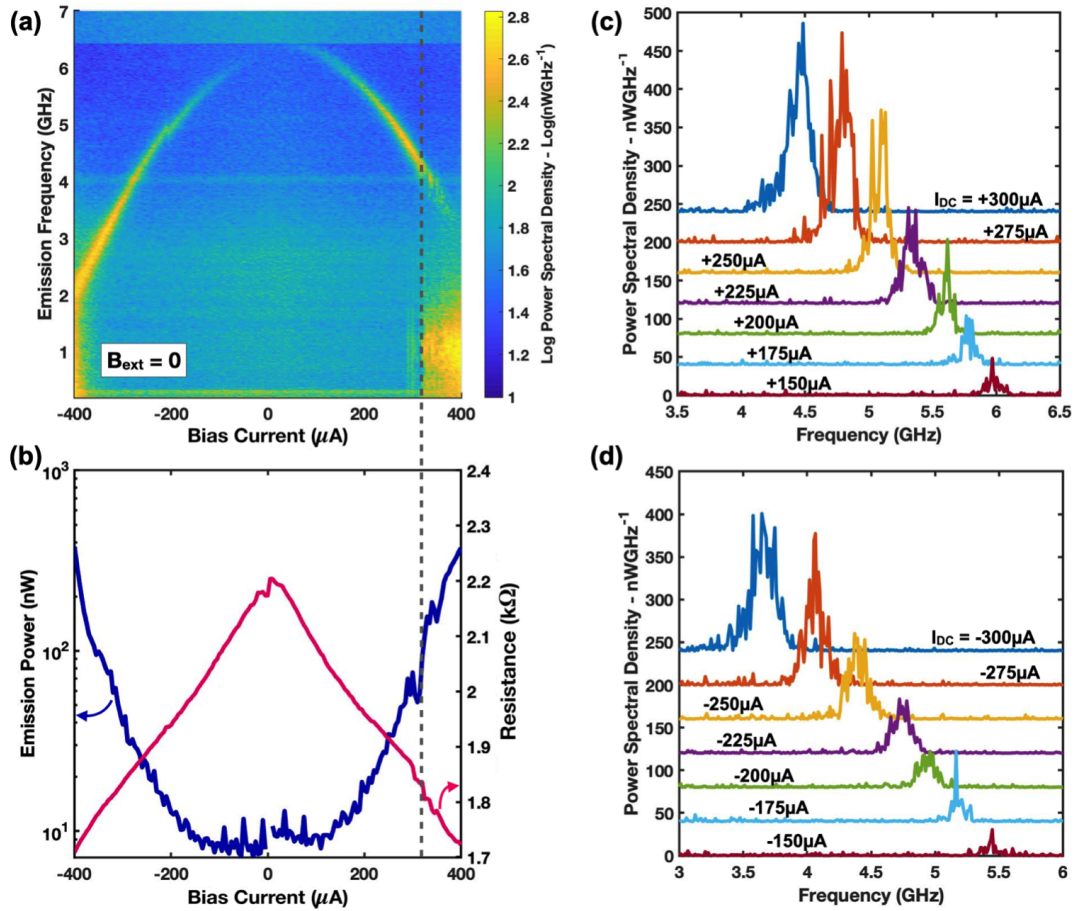 (a)
7
6
5
4
3
2
1
Emission Frequency (GHz)
B_ext = 0
-400 -200 0 200 400
Bias Current (μA)
2.8
2.6
2.4
2.2
2
1.8
1.6
1.4
1.2
1
Log Power Spectral Density - Log(nWGHz⁻¹)
(b)
10³
10²
10¹
Emission Power (nW)
2.4
2.3
2.2
2.1
2
1.9
1.8
1.7
Resistance (kΩ)
-400 -200 0 200 400
Bias Current (μA)
(c)
500
450
400
350
300
250
200
150
100
50
0
Power Spectral Density - nWGHz⁻¹
I_DC = +300μA
+275μA
+250μA
+225μA
+200μA
+175μA
+150μA
3.5 4 4.5 5 5.5 6 6.5
Frequency (GHz)
(d)
450
400
350
300
250
200
150
100
50
0
Power Spectral Density - nWGHz⁻¹
I_DC = -300μA
-275μA
-250μA
-225μA
-200μA
-175μA
-150μA
3 3.5 4 4.5 5 5.5 6
Frequency (GHz)